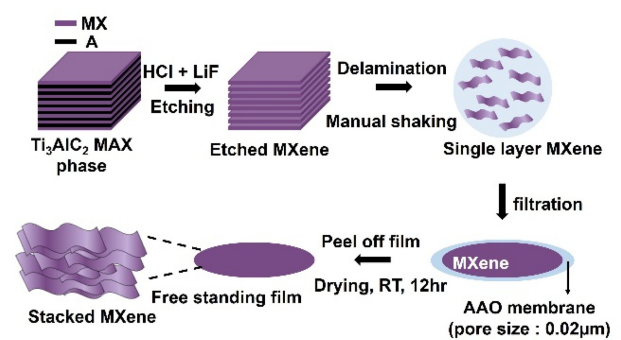 MX
A
HCl + LiF
Etching
Ti₃AlC₂ MAX
phase
Etched MXene
Delamination
Manual shaking
Single layer MXene
filtration
MXene
AAO membrane
(pore size : 0.02μm)
Peel off film
Drying, RT, 12hr
Free standing film
Stacked MXene